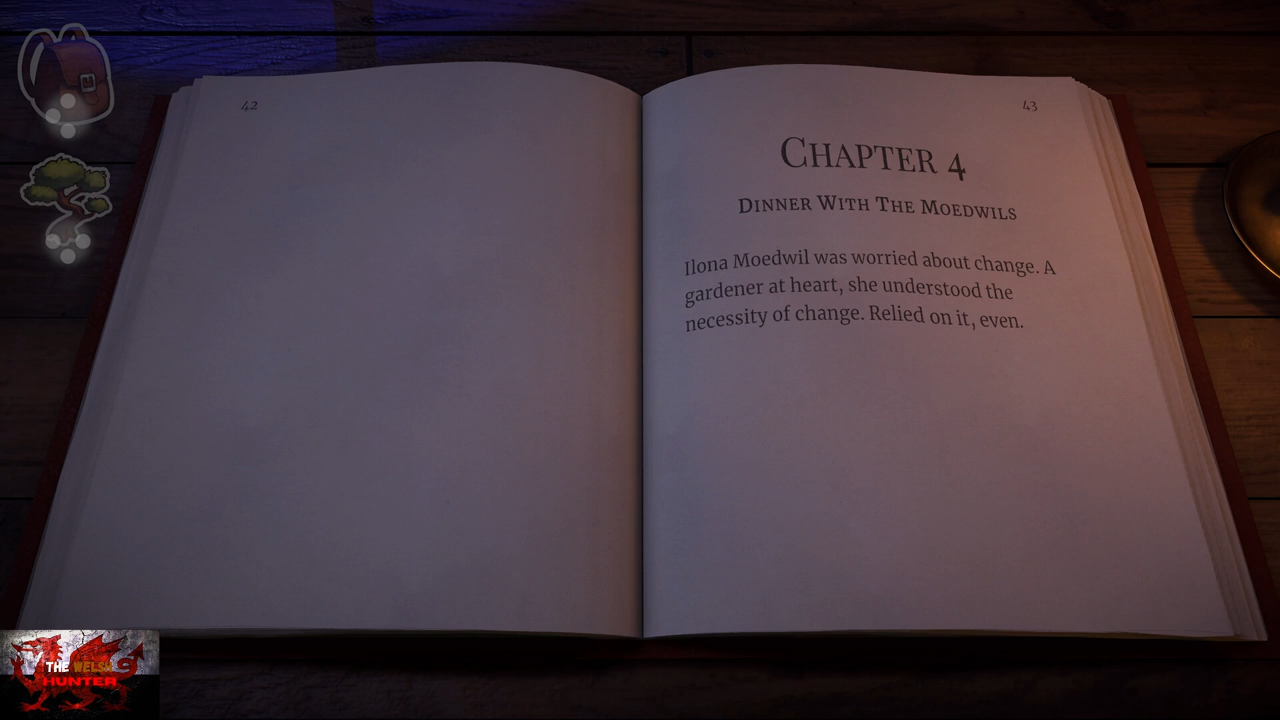 42
43
Chapter 4
Dinner With The Moedwils
Ilona Moedwil was worried about change. A
gardener at heart, she understood the
necessity of change. Relied on it, even.
THE WELSH
HUNTER